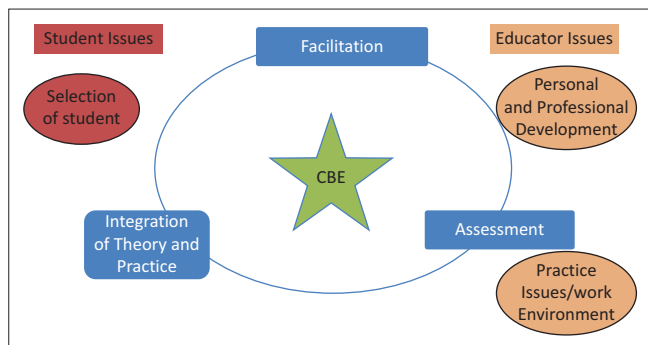 Student Issues
Facilitation
Educator Issues
Selection
of student
Personal
and Professional
Development
CBE
Integration
of Theory and
Practice
Assessment
Practice
Issues/work
Environment